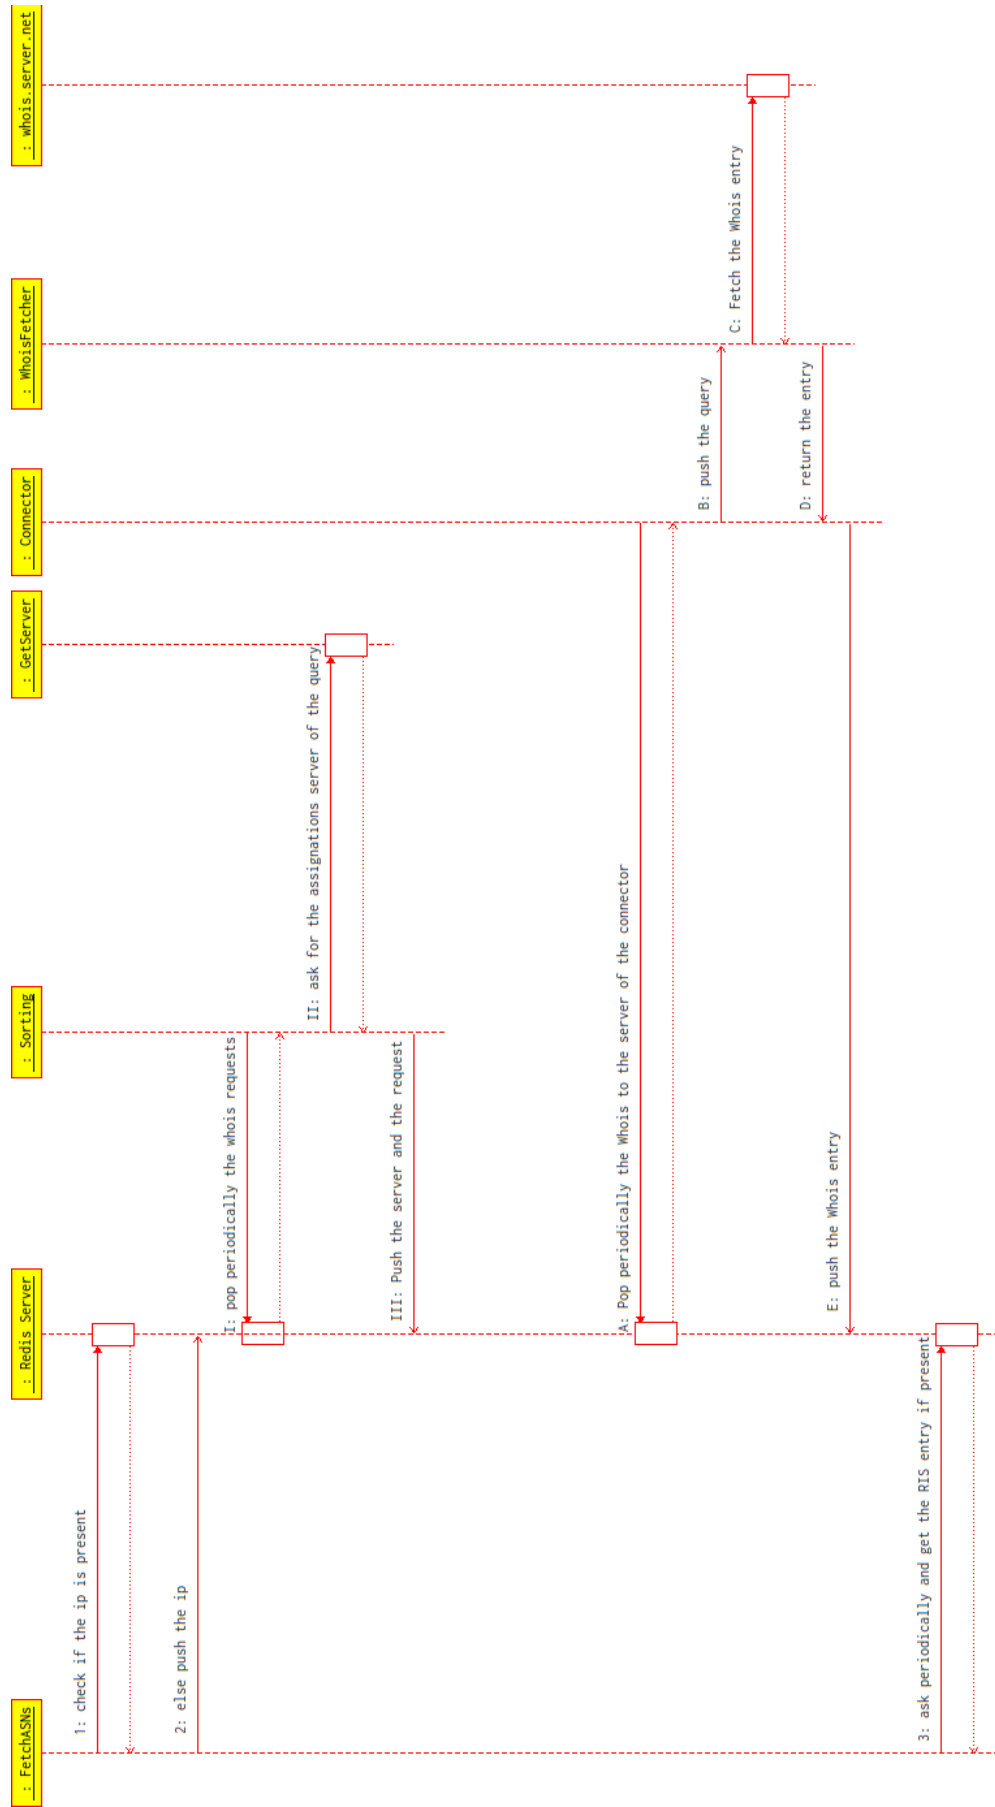 : FetchASNs
: Redis Server
: Sorting
: GetServer
: Connector
: WhoisFetcher
: whois.server.net
1: check if the ip is present
2: else push the ip
I: pop periodically the whois requests
II: ask for the assignations server of the query
III: Push the server and the request
A: Pop periodically the Whois to the server of the connector
B: push the query
C: Fetch the Whois entry
D: return the entry
E: push the Whois entry
3: ask periodically and get the RIS entry if present